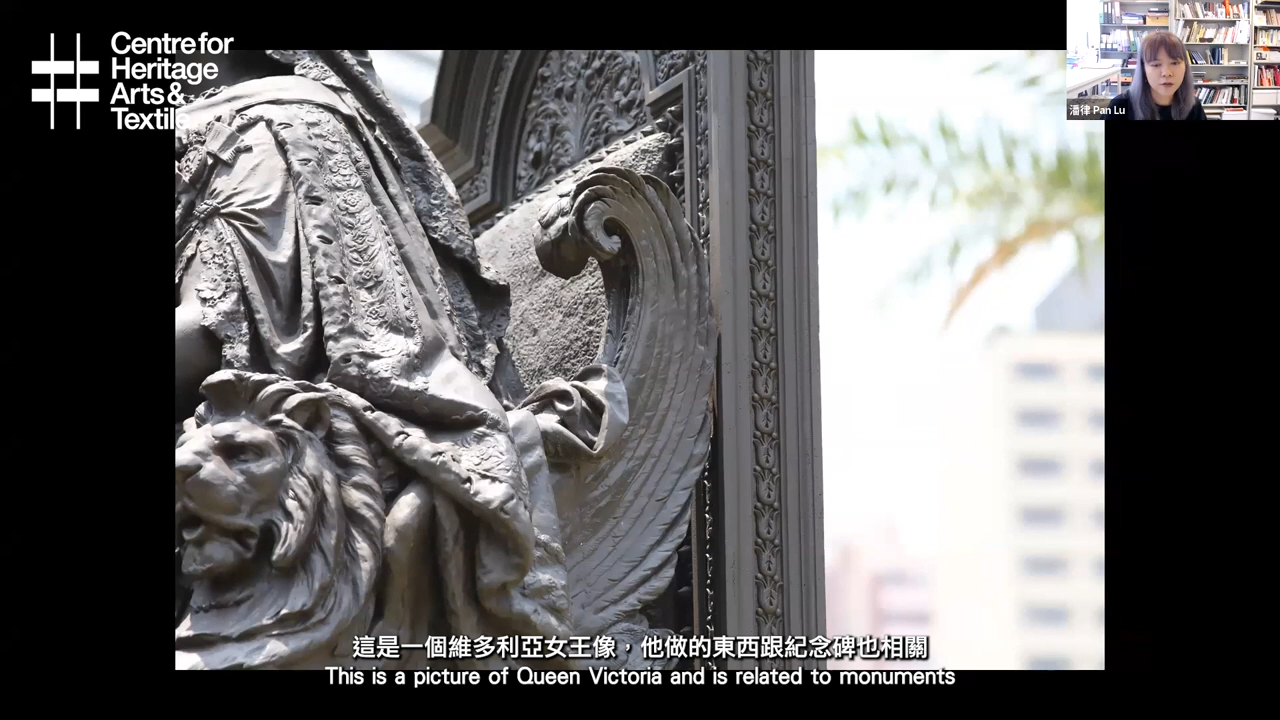 Centre for
Heritage
Arts &
Textile
潘律 Pan Lu
這是一個維多利亞女王像，他做的東西跟紀念碑也相關
This is a picture of Queen Victoria and is related to monuments